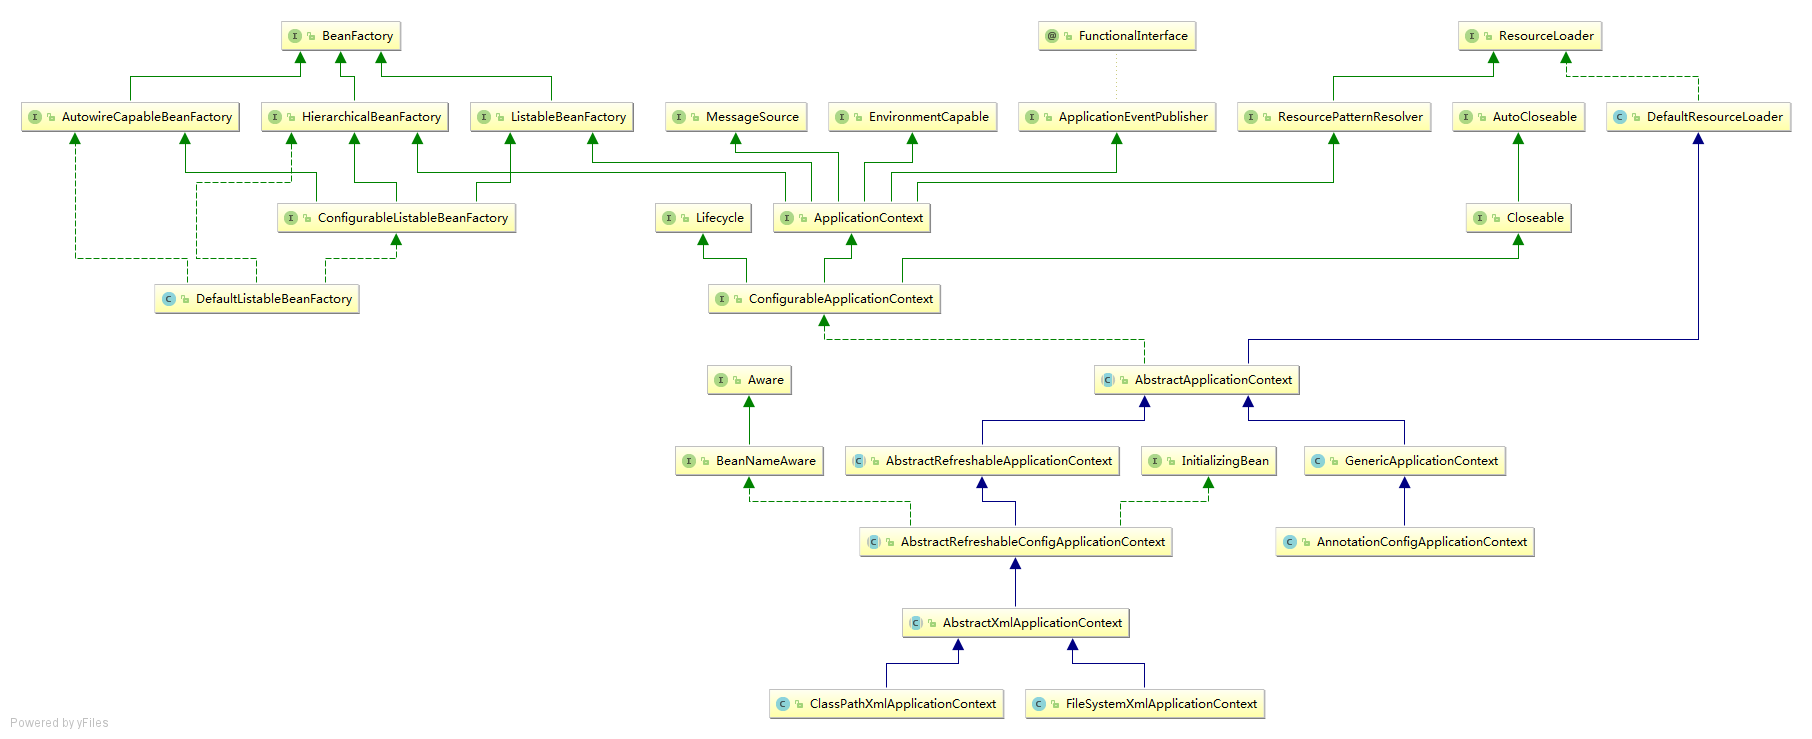 BeanFactory
FunctionalInterface
ResourceLoader
AutowireCapableBeanFactory
HierarchicalBeanFactory
ListableBeanFactory
MessageSource
EnvironmentCapable
ApplicationEventPublisher
ResourcePatternResolver
AutoCloseable
DefaultResourceLoader
ConfigurableListableBeanFactory
Lifecycle
ApplicationContext
Closeable
DefaultListableBeanFactory
ConfigurableApplicationContext
Aware
AbstractApplicationContext
BeanNameAware
AbstractRefreshableApplicationContext
InitializingBean
GenericApplicationContext
AbstractRefreshableConfigApplicationContext
AnnotationConfigApplicationContext
AbstractXmlApplicationContext
ClassPathXmlApplicationContext
FileSystemXmlApplicationContext
Powered by yFiles